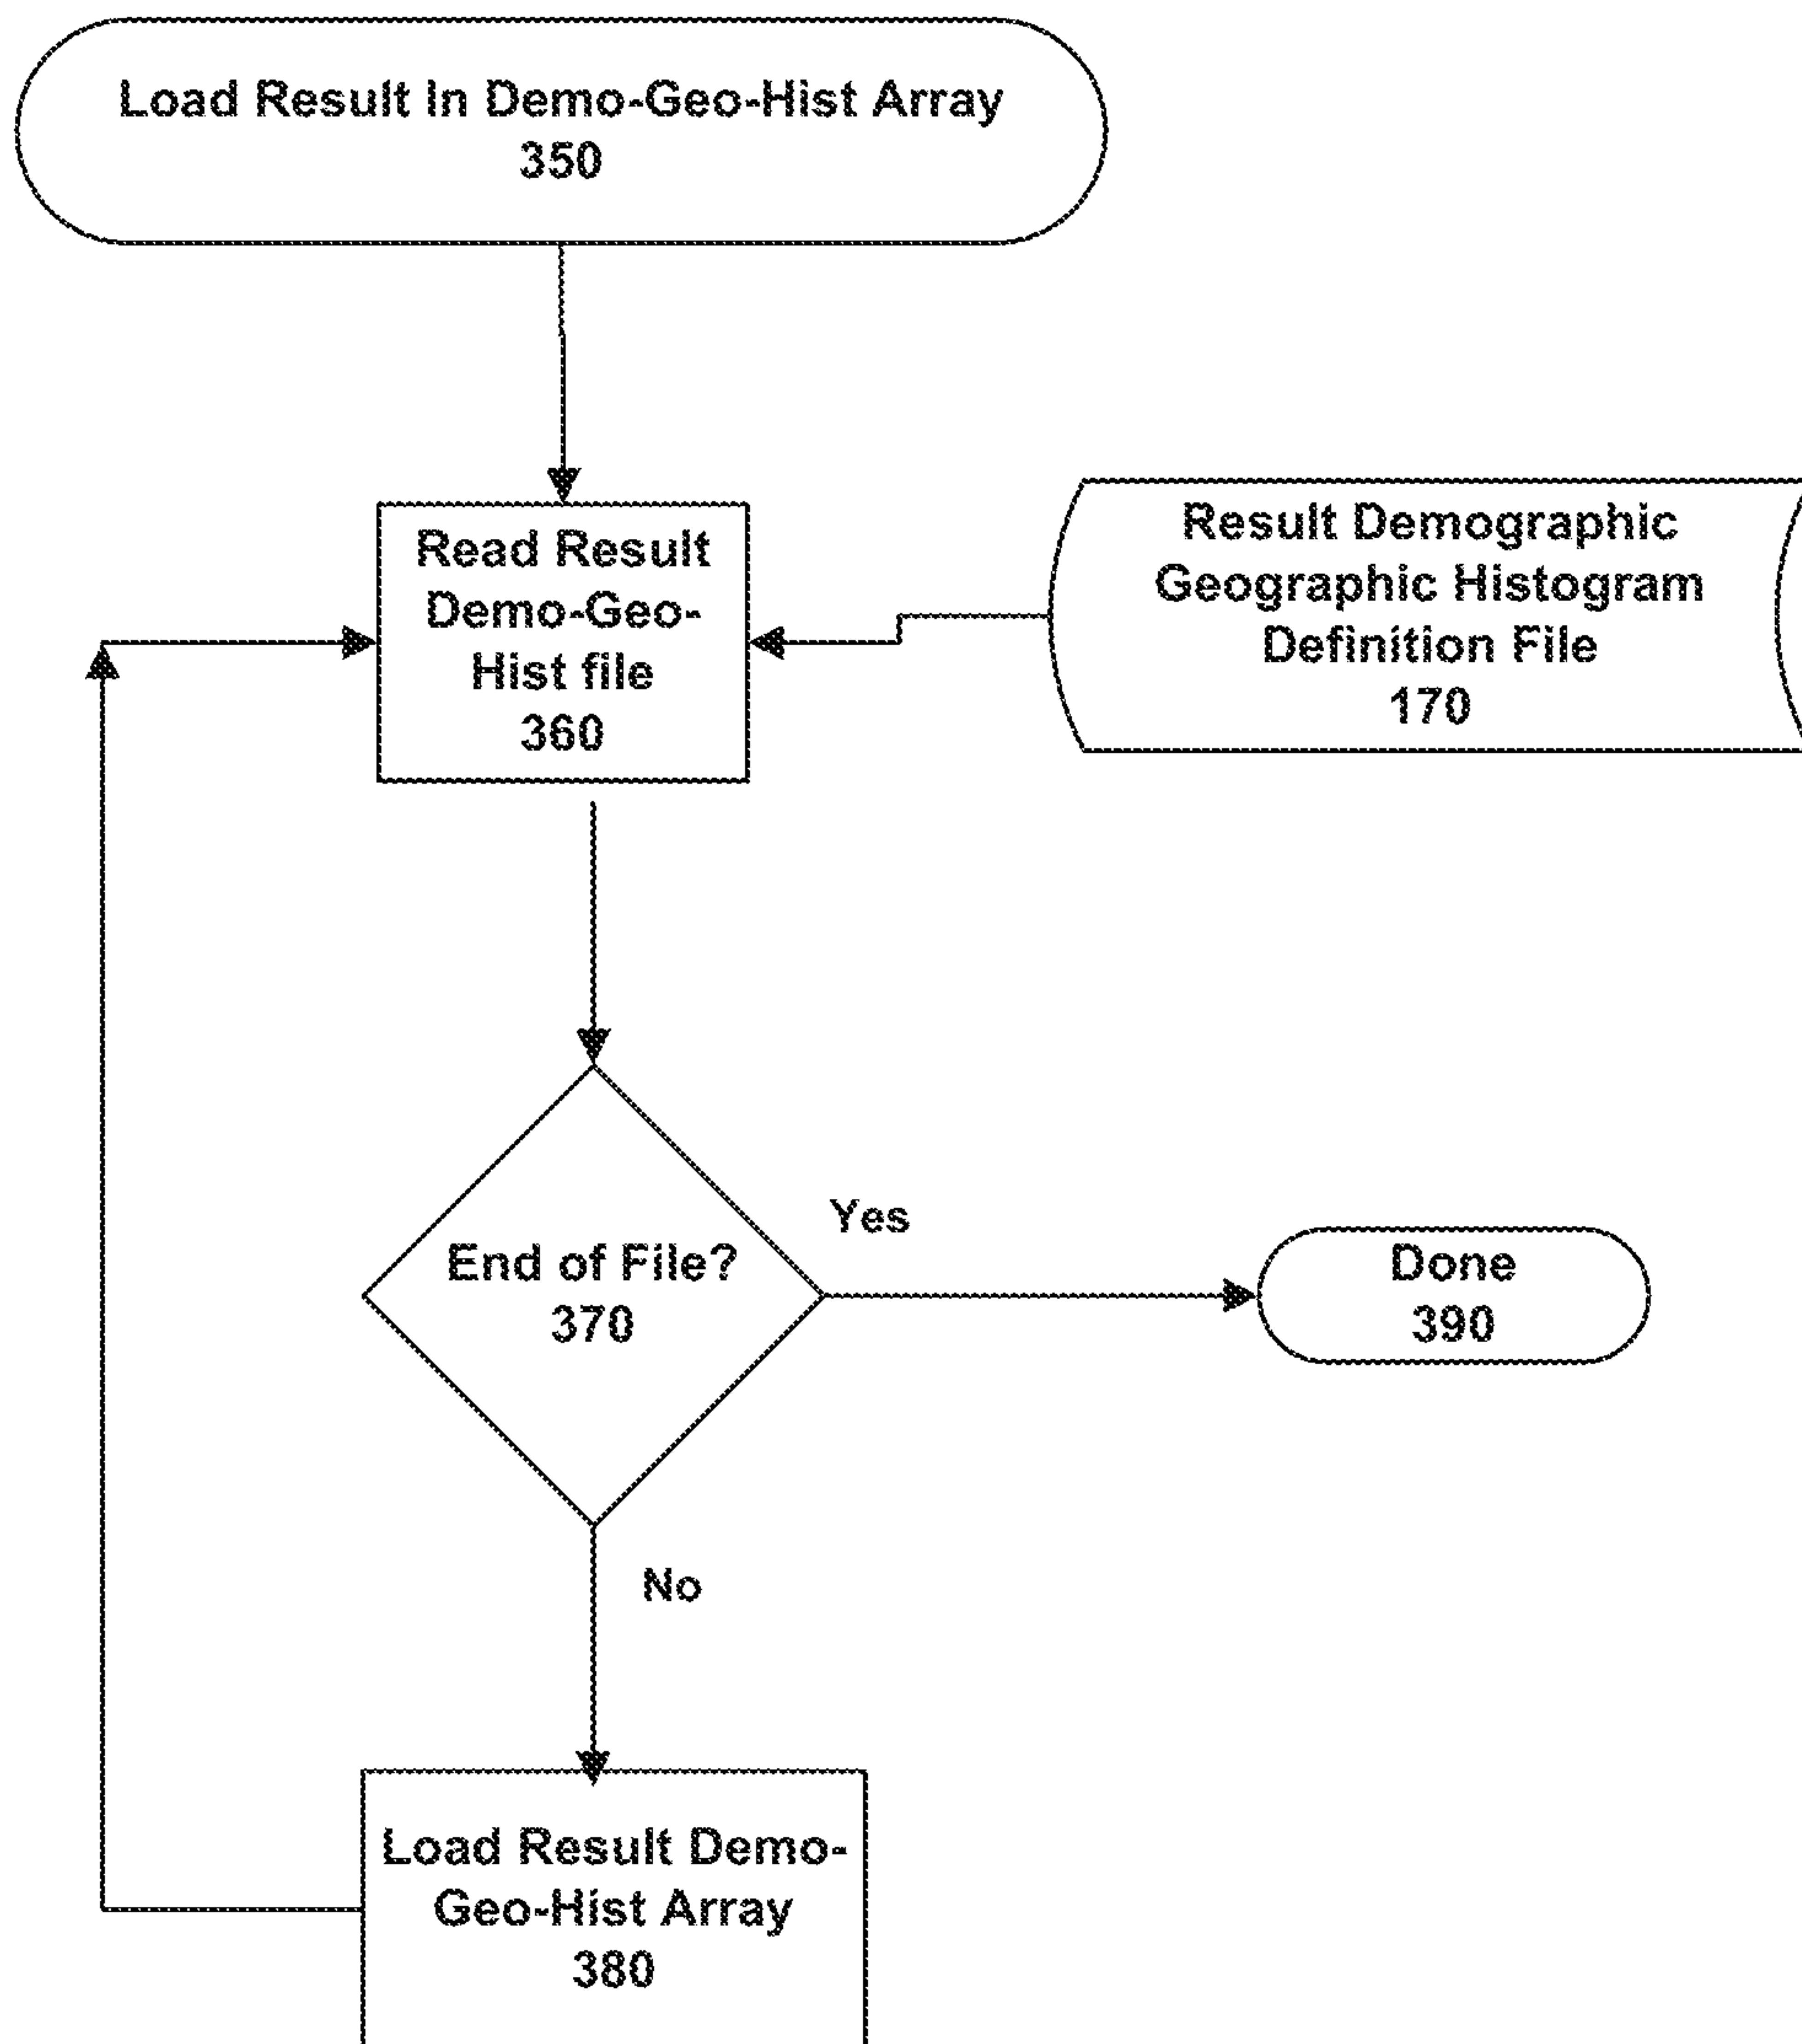 Load Result In Demo-Geo-Hist Array
350
Read Result
Demo-Geo-
Hist file
360
Result Demographic
Geographic Histogram
Definition File
170
End of File?
370
Yes
Done
390
No
Load Result Demo-
Geo-Hist Array
380